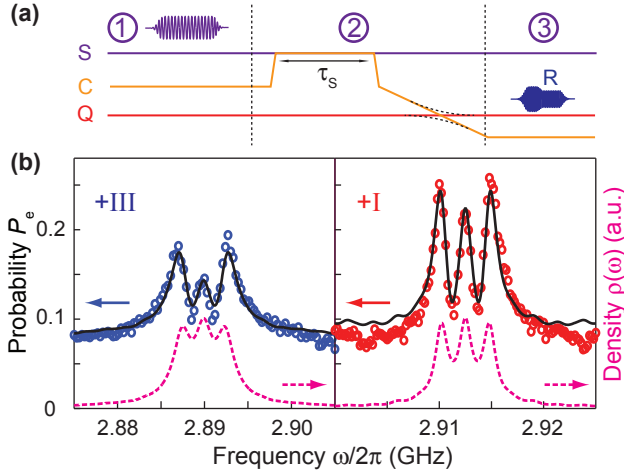 (a)
① ② ③
S
τS
C
R
Q
(b)
+III +I
Probability Pe
0.2
0.1
0
Density ρ(ω) (a.u.)
2.88 2.89 2.90 2.91 2.92
Frequency ω/2π (GHz)